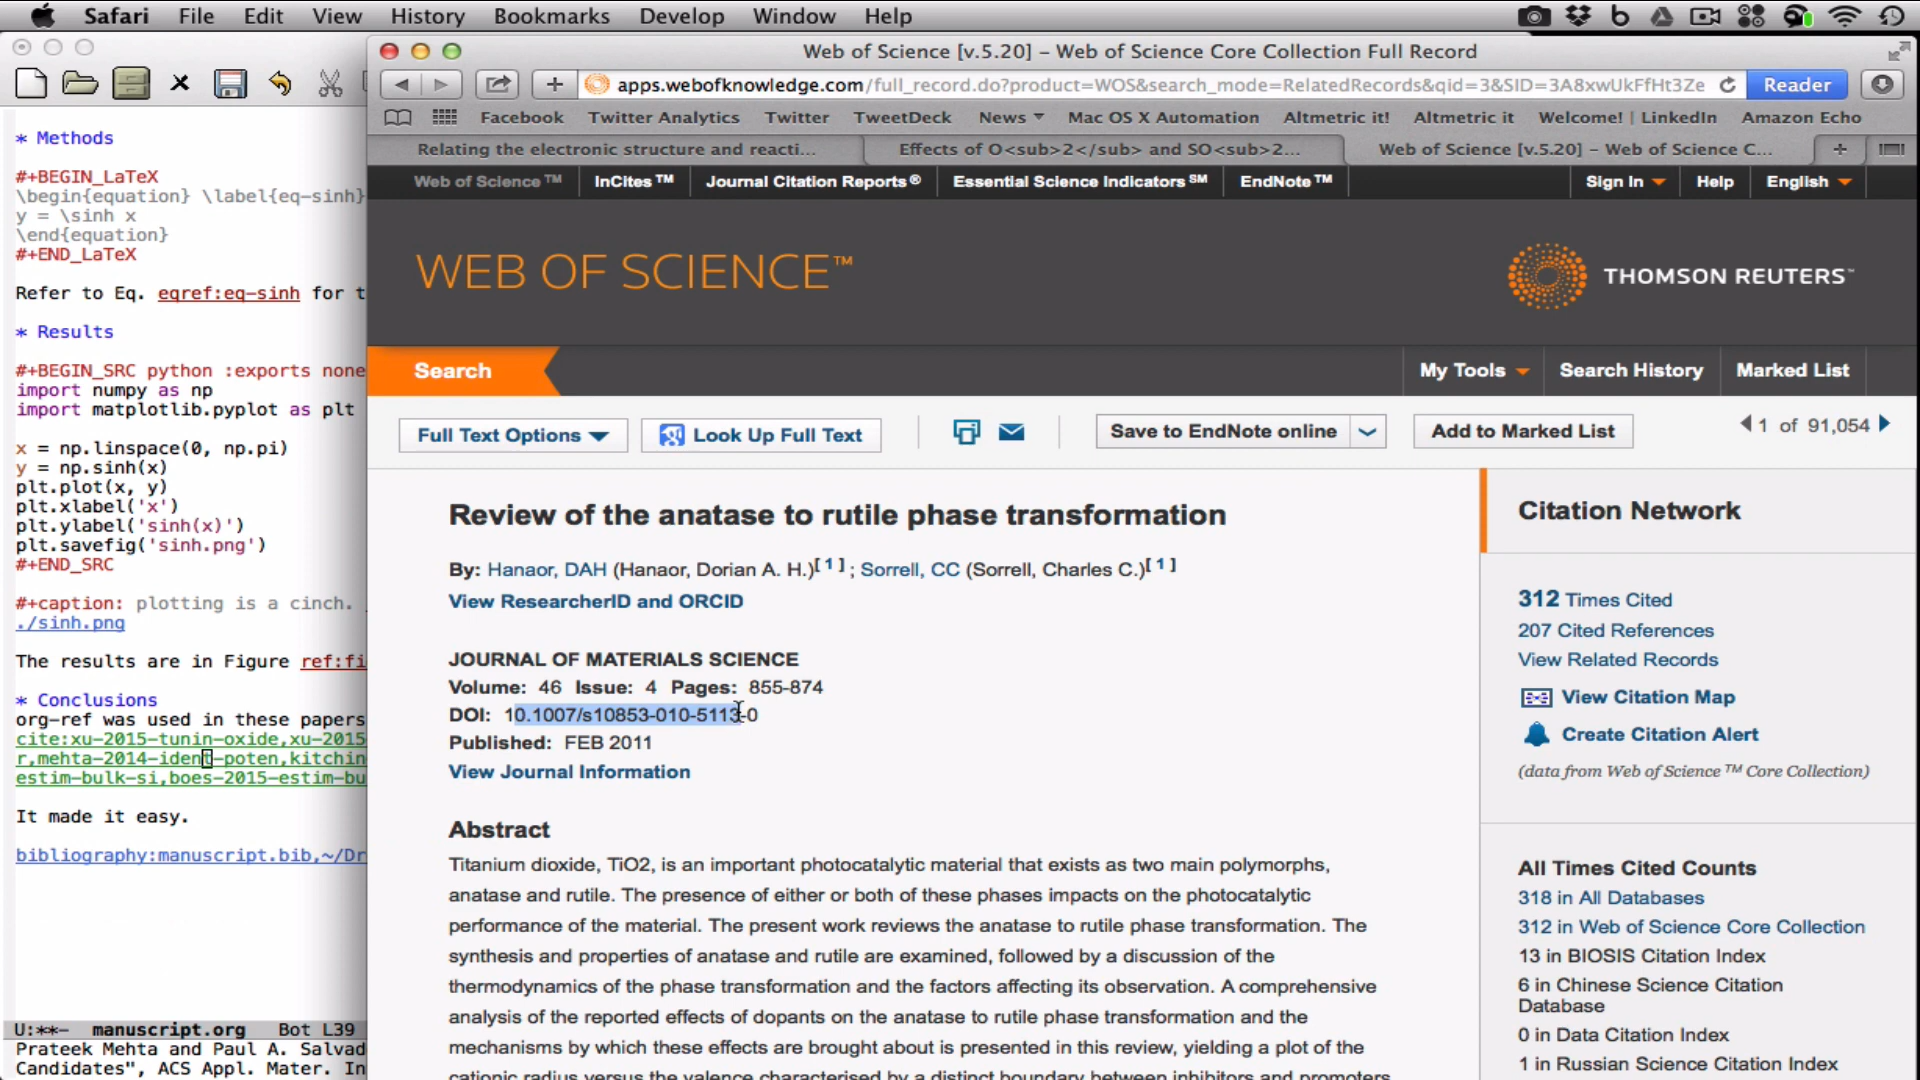 Safari File Edit View History Bookmarks Develop Window Help
Web of Science [v.5.20] – Web of Science Core Collection Full Record
apps.webofknowledge.com/full_record.do?product=WOS&search_mode=RelatedRecords&qid=3&SID=3A8xwUkFfHt3Ze
Reader
Facebook Twitter Analytics Twitter TweetDeck News Mac OS X Automation Altmetric it! Altmetric it Welcome! | LinkedIn Amazon Echo
Relating the electronic structure and reacti... Effects of O<sub>2</sub> and SO<sub>2... Web of Science [v.5.20] – Web of Science C...
Web of Science™ InCites™ Journal Citation Reports® Essential Science Indicators℠ EndNote™ Sign In Help English
WEB OF SCIENCE™
THOMSON REUTERS™
Search My Tools Search History Marked List
Full Text Options Look Up Full Text Save to EndNote online Add to Marked List 1 of 91,054
Review of the anatase to rutile phase transformation
By: Hanaor, DAH (Hanaor, Dorian A. H.)[ 1 ] ; Sorrell, CC (Sorrell, Charles C.)[ 1 ]
View ResearcherID and ORCID
JOURNAL OF MATERIALS SCIENCE
Volume: 46 Issue: 4 Pages: 855-874
DOI: 10.1007/s10853-010-5113-0
Published: FEB 2011
View Journal Information
Abstract
Titanium dioxide, TiO2, is an important photocatalytic material that exists as two main polymorphs,
anatase and rutile. The presence of either or both of these phases impacts on the photocatalytic
performance of the material. The present work reviews the anatase to rutile phase transformation. The
synthesis and properties of anatase and rutile are examined, followed by a discussion of the
thermodynamics of the phase transformation and the factors affecting its observation. A comprehensive
analysis of the reported effects of dopants on the anatase to rutile phase transformation and the
mechanisms by which these effects are brought about is presented in this review, yielding a plot of the
cationic radius versus the valence characterised by a distinct boundary between inhibitors and promoters
Citation Network
312 Times Cited
207 Cited References
View Related Records
View Citation Map
Create Citation Alert
(data from Web of Science™ Core Collection)
All Times Cited Counts
318 in All Databases
312 in Web of Science Core Collection
13 in BIOSIS Citation Index
6 in Chinese Science Citation
Database
0 in Data Citation Index
1 in Russian Science Citation Index
* Methods
#+BEGIN_LaTeX
\begin{equation} \label{eq-sinh}
y = \sinh x
\end{equation}
#+END_LaTeX
Refer to Eq. eqref:eq-sinh for t
* Results
#+BEGIN_SRC python :exports none
import numpy as np
import matplotlib.pyplot as plt
x = np.linspace(0, np.pi)
y = np.sinh(x)
plt.plot(x, y)
plt.xlabel('x')
plt.ylabel('sinh(x)')
plt.savefig('sinh.png')
#+END_SRC
#+caption: plotting is a cinch.
./sinh.png
The results are in Figure ref:fi
* Conclusions
org-ref was used in these papers
cite:xu-2015-tunin-oxide,xu-2015
r,mehta-2014-ident-poten,kitchin
estim-bulk-si,boes-2015-estim-bu
It made it easy.
bibliography:manuscript.bib,~/Dr
U:**- manuscript.org Bot L39
Prateek Mehta and Paul A. Salvad
Candidates", ACS Appl. Mater. In